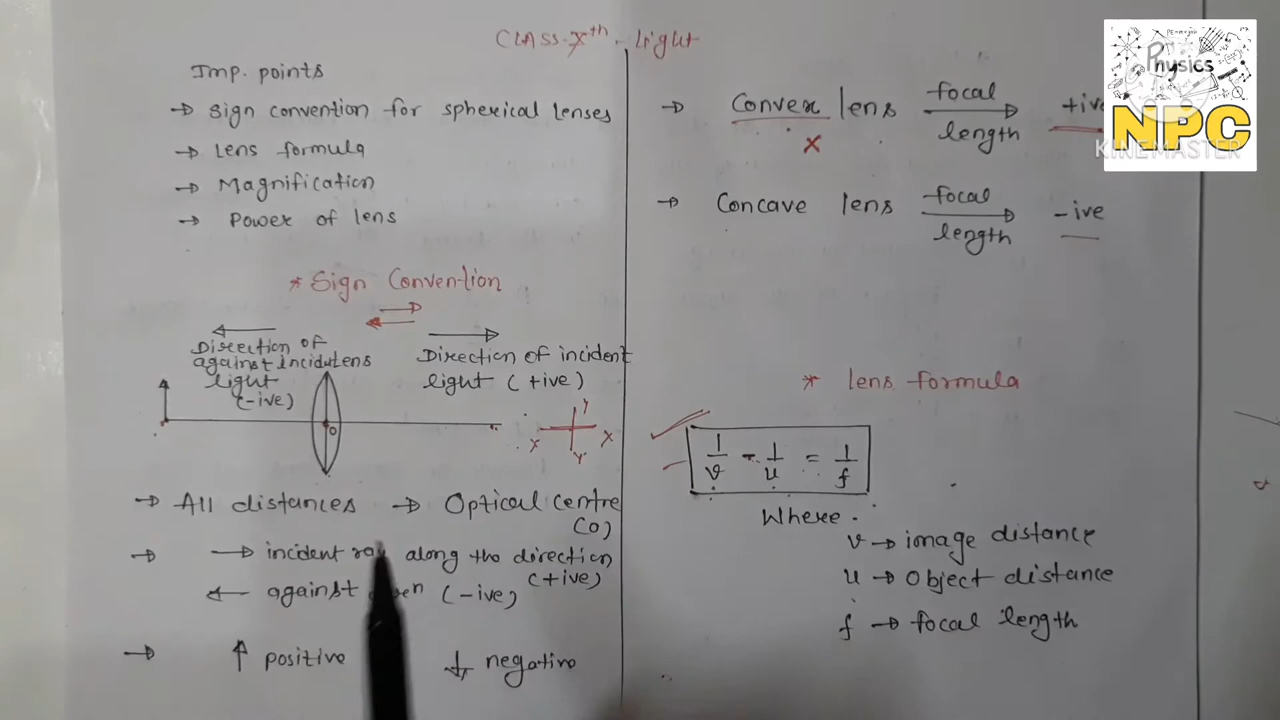 CLASS-Xth - Light
Imp. points
→ Sign convention for spherical lenses
→ Lens formula
→ Magnification
→ Power of lens
* Sign Convention
Direction of
against incident
light
(-ive)
Lens
Direction of incident
light (+ive)
O
X X
Y
Y'
→ All distances → Optical centre
(O)
→ → incident ray along the direction
(+ive)
← against (-ive)
→ ↑ positive ↓ negative
→ Convex lens focal length → +ive
x
→ Concave lens focal length → -ive
* lens formula
1/v - 1/u = 1/f
Where
v → image distance
u → Object distance
f → focal length
Physics
NPC
KINEMASTER